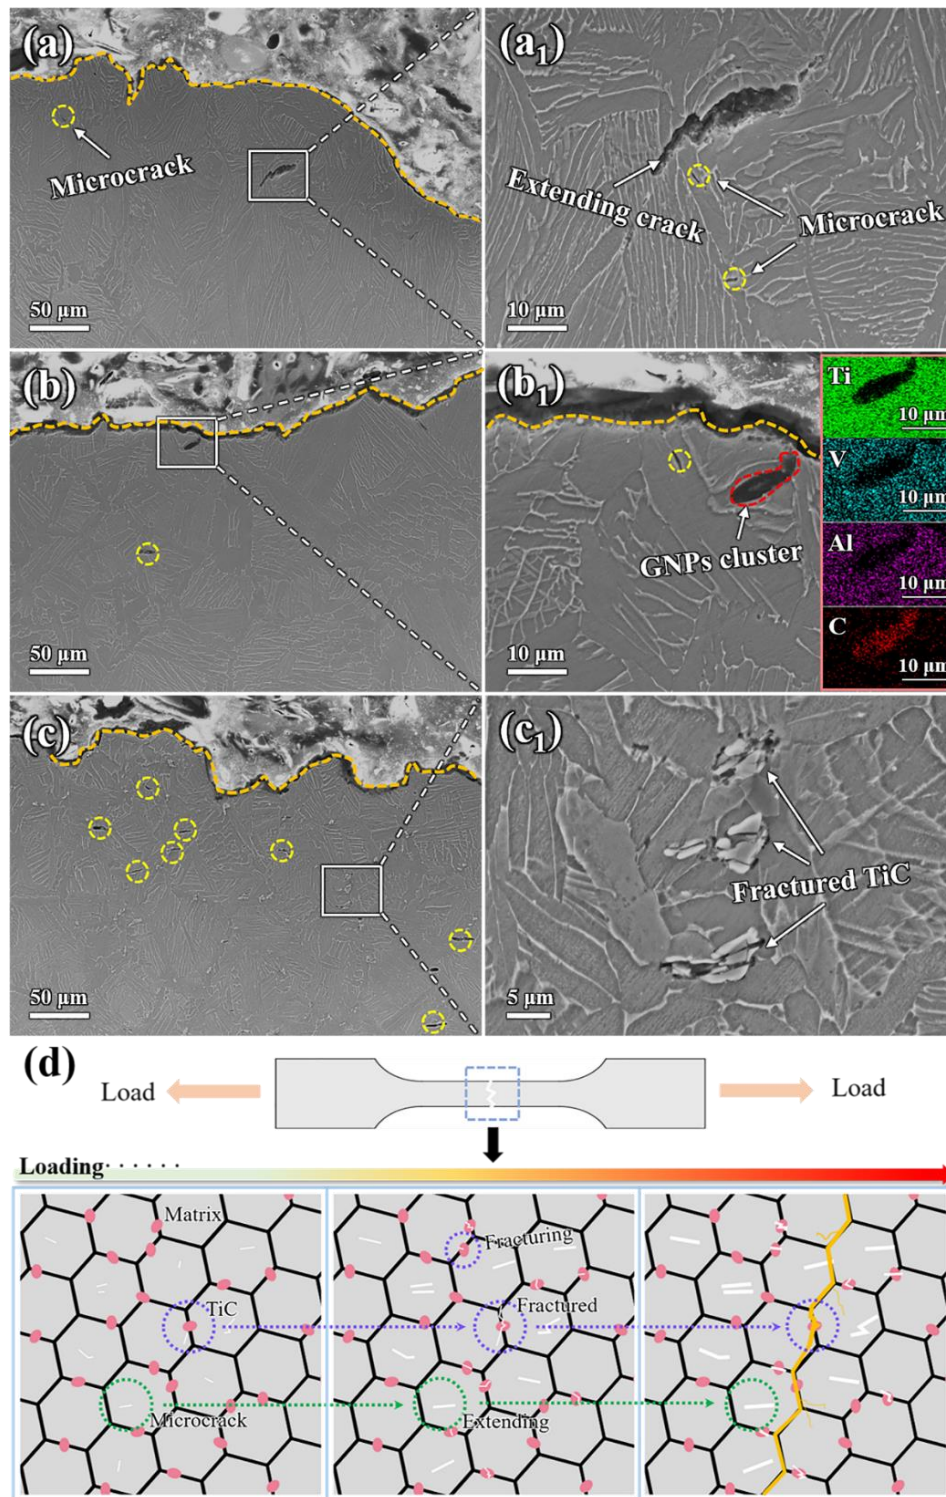 (a)
Microcrack
50 μm
(a1)
Extending crack
Microcrack
10 μm
(b)
50 μm
(b1)
GNPs cluster
10 μm
Ti
10 μm
V
10 μm
Al
10 μm
C
10 μm
(c)
50 μm
(c1)
Fractured TiC
5 μm
(d)
Load
Load
Loading······
Matrix
TiC
Microcrack
Fracturing
Fractured
Extending